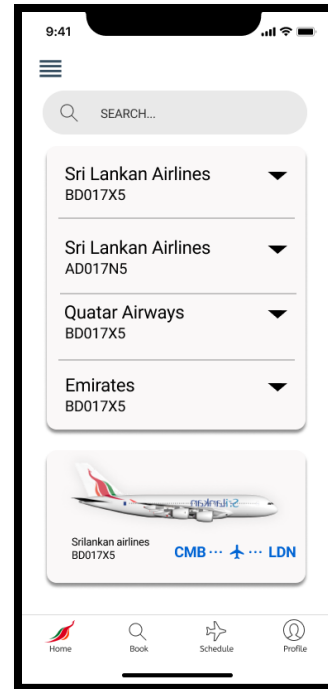 9:41
SEARCH...
Sri Lankan Airlines
BD017X5
Sri Lankan Airlines
AD017N5
Quatar Airways
BD017X5
Emirates
BD017X5
SriLankan
Srilankan airlines
BD017X5
CMB ··· ··· LDN
Home Book Schedule Profile